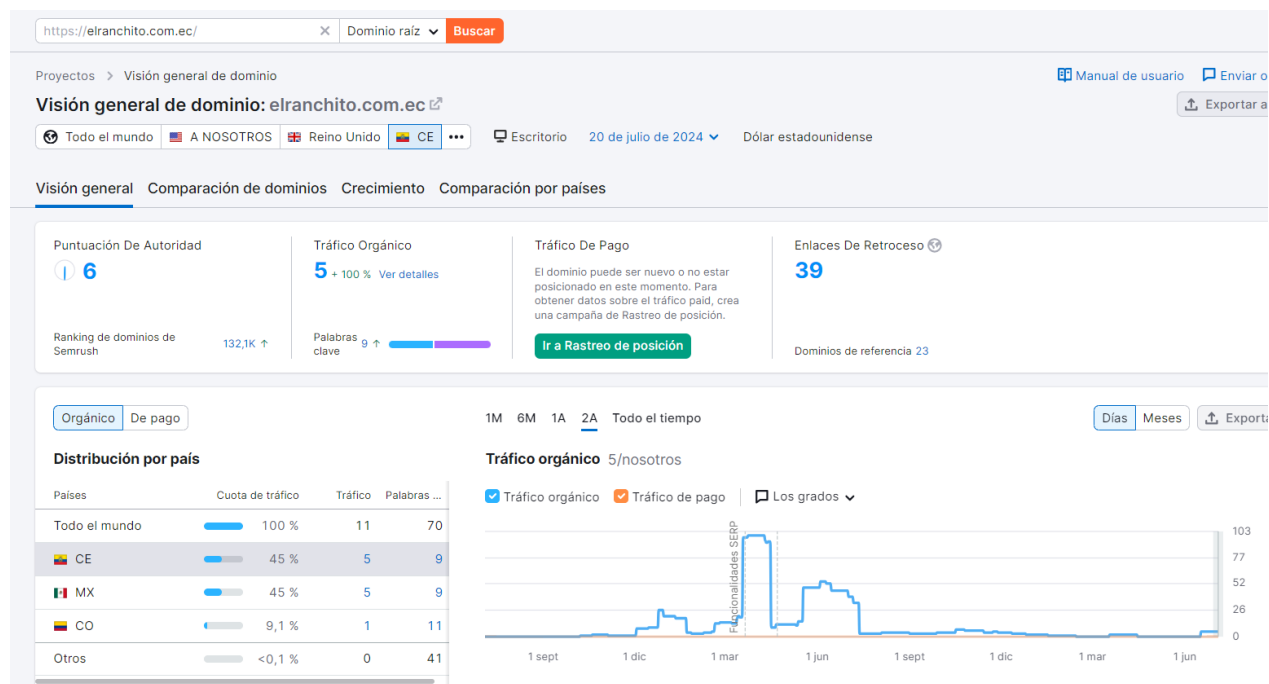 https://elranchito.com.ec/ Dominio raíz Buscar
Proyectos > Visión general de dominio Manual de usuario Enviar o
Visión general de dominio: elranchito.com.ec Exportar a
Todo el mundo A NOSOTROS Reino Unido CE ••• Escritorio 20 de julio de 2024 Dólar estadounidense
Visión general Comparación de dominios Crecimiento Comparación por países
Puntuación De Autoridad
6
Ranking de dominios de
Semrush
132,1K ↑
Tráfico Orgánico
5 + 100 % Ver detalles
Palabras
clave
9 ↑
Tráfico De Pago
El dominio puede ser nuevo o no estar
posicionado en este momento. Para
obtener datos sobre el tráfico paid, crea
una campaña de Rastreo de posición.
Ir a Rastreo de posición
Enlaces De Retroceso
39
Dominios de referencia 23
Orgánico De pago
Distribución por país
Países Cuota de tráfico Tráfico Palabras ...
Todo el mundo 100 % 11 70
CE 45 % 5 9
MX 45 % 5 9
CO 9,1 % 1 11
Otros <0,1 % 0 41
1M 6M 1A 2A Todo el tiempo Días Meses Exporta
Tráfico orgánico 5/nosotros
Tráfico orgánico Tráfico de pago Los grados
Funcionalidades SERP
103
77
52
26
0
1 sept 1 dic 1 mar 1 jun 1 sept 1 dic 1 mar 1 jun